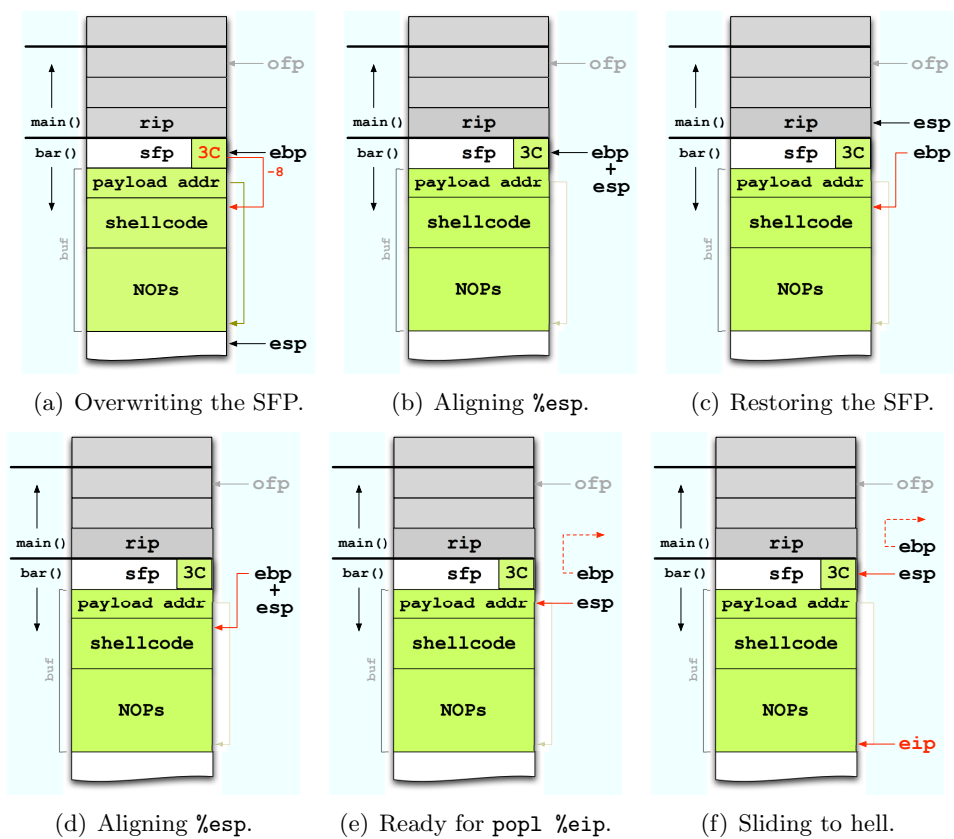 ofp
main()
rip
bar()
sfp
3C
ebp
-8
payload addr
shellcode
buf
NOPs
esp
(a) Overwriting the SFP.
ofp
main()
rip
bar()
sfp
3C
ebp
+
esp
payload addr
shellcode
buf
NOPs
(b) Aligning %esp.
ofp
main()
rip
esp
bar()
sfp
3C
ebp
payload addr
shellcode
buf
NOPs
(c) Restoring the SFP.
ofp
main()
rip
bar()
sfp
3C
ebp
+
esp
payload addr
shellcode
buf
NOPs
(d) Aligning %esp.
ofp
main()
rip
bar()
sfp
3C
ebp
payload addr
esp
shellcode
buf
NOPs
(e) Ready for popl %eip.
ofp
main()
rip
ebp
bar()
sfp
3C
esp
payload addr
shellcode
buf
NOPs
eip
(f) Sliding to hell.